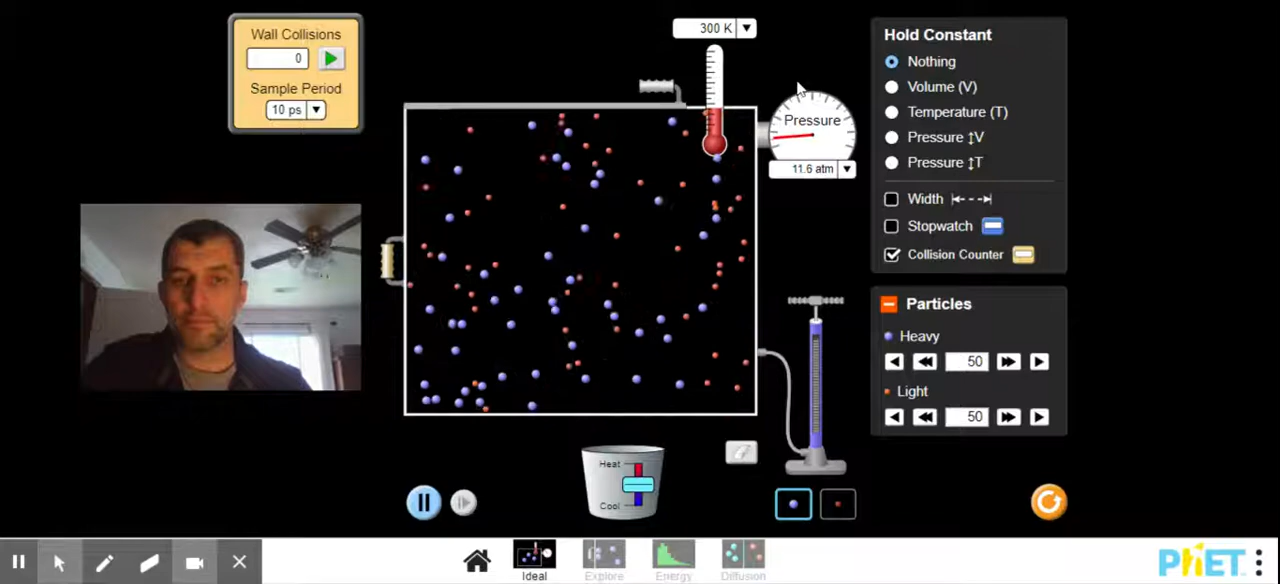 Wall Collisions
0
Sample Period
10 ps
300 K
Pressure
11.6 atm
Hold Constant
Nothing
Volume (V)
Temperature (T)
Pressure ↕V
Pressure ↕T
Width
Stopwatch
Collision Counter
Particles
Heavy
50
Light
50
Heat
Cool
Ideal
Explore
Energy
Diffusion
PhET